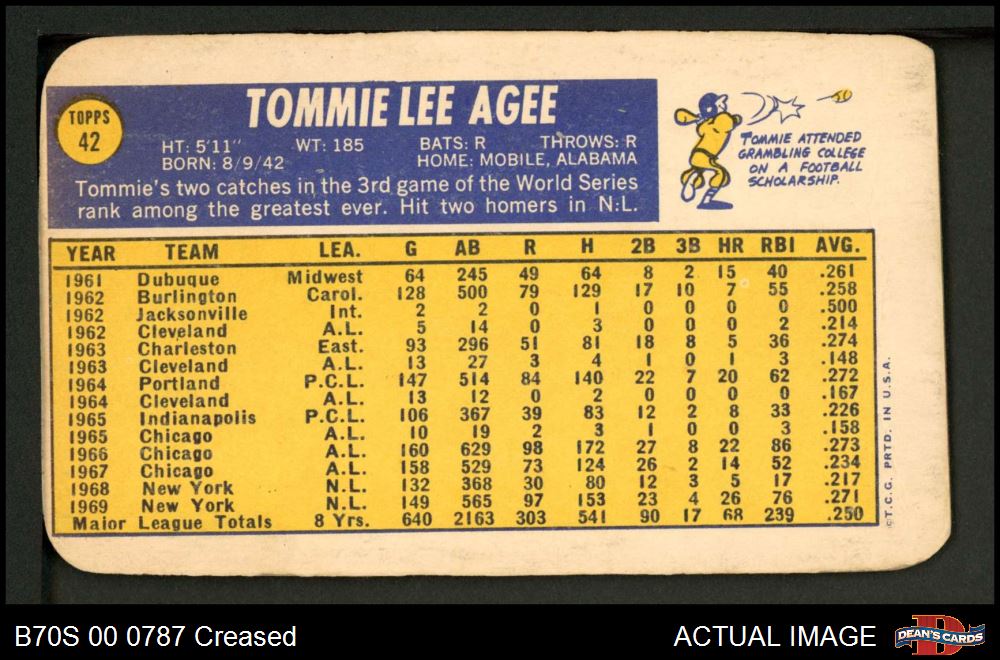 TOPPS
42
TOMMIE LEE AGEE
HT: 5'11" WT: 185 BATS: R THROWS: R
BORN: 8/9/42 HOME: MOBILE, ALABAMA
Tommie's two catches in the 3rd game of the World Series
rank among the greatest ever. Hit two homers in N.L.
TOMMIE ATTENDED
GRAMBLING COLLEGE
ON A FOOTBALL
SCHOLARSHIP.
YEAR TEAM LEA. G AB R H 2B 3B HR RBI AVG.
1961 Dubuque Midwest 64 245 49 64 8 2 15 40 .261
1962 Burlington Carol. 128 500 79 129 17 10 7 55 .258
1962 Jacksonville Int. 2 2 0 1 0 0 0 0 .500
1962 Cleveland A.L. 5 14 0 3 0 0 0 2 .214
1963 Charleston East. 93 296 51 81 18 8 5 36 .274
1963 Cleveland A.L. 13 27 3 4 1 0 1 3 .148
1964 Portland P.C.L. 147 514 84 140 22 7 20 62 .272
1964 Cleveland A.L. 13 12 0 2 0 0 0 0 .167
1965 Indianapolis P.C.L. 106 367 39 83 12 2 8 33 .226
1965 Chicago A.L. 10 19 2 3 1 0 0 3 .158
1966 Chicago A.L. 160 629 98 172 27 8 22 86 .273
1967 Chicago A.L. 158 529 73 124 26 2 14 52 .234
1968 New York N.L. 132 368 30 80 12 3 5 17 .217
1969 New York N.L. 149 565 97 153 23 4 26 76 .271
Major League Totals 8 Yrs. 640 2163 303 541 90 17 68 239 .250
©T.C.G. PRTD. IN U.S.A.
B70S 00 0787 Creased
ACTUAL IMAGE
DEAN'S CARDS